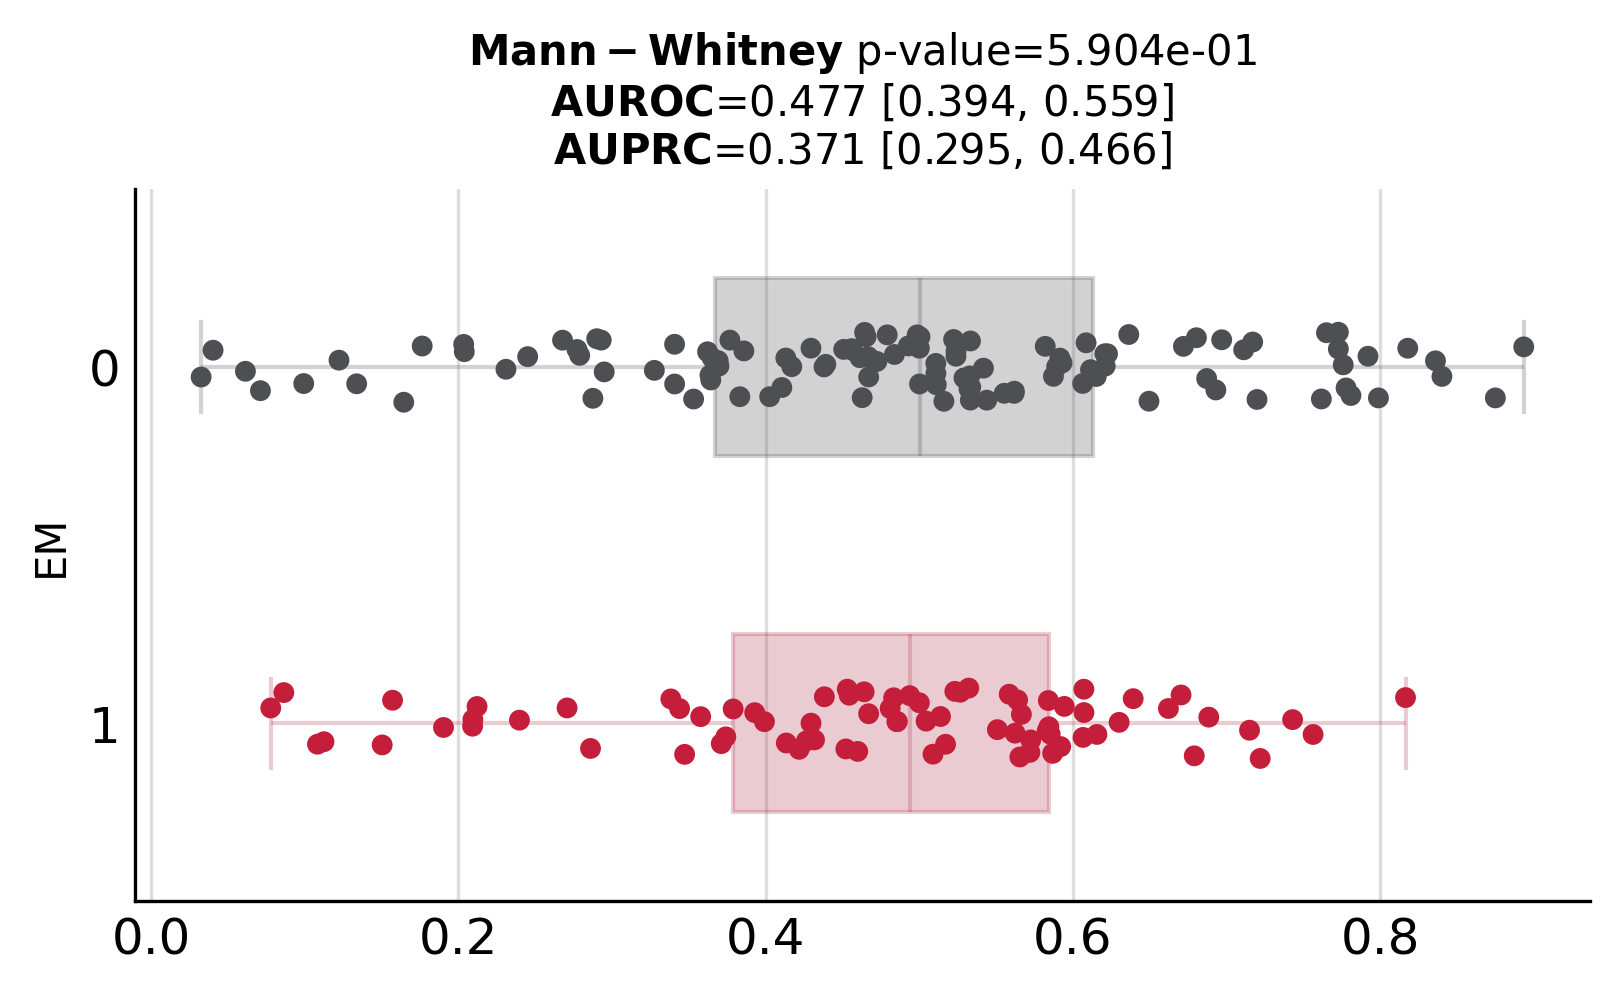 Mann − Whitney p-value=5.904e-01
AUROC=0.477 [0.394, 0.559]
AUPRC=0.371 [0.295, 0.466]
0
EM
1
0.0 0.2 0.4 0.6 0.8